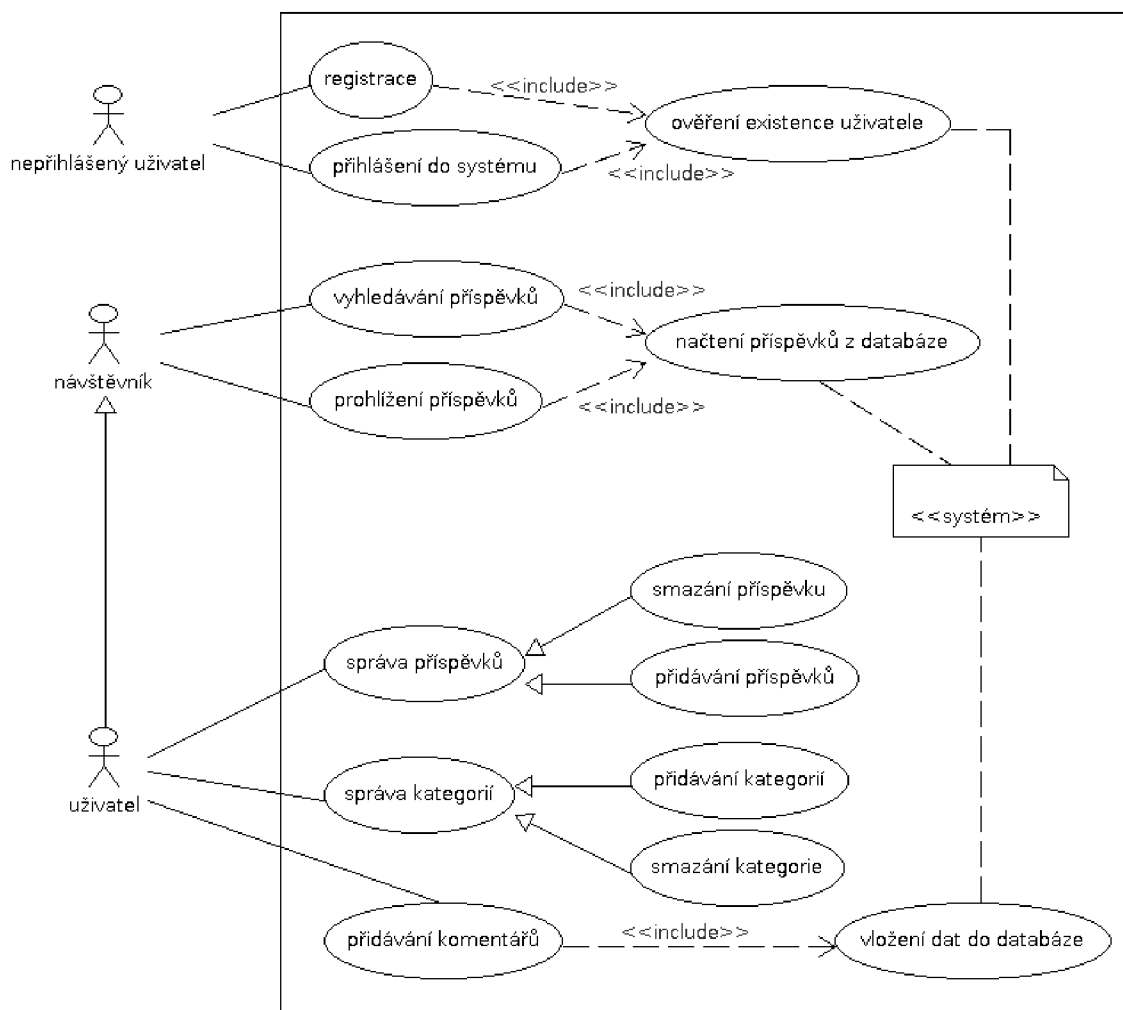 registrace
<<include>>
ověření existence uživatele
nepřihlášený uživatel
přihlášení do systému
<<include>>
vyhledávání příspěvků
<<include>>
načtení příspěvků z databáze
návštěvník
prohlížení příspěvků
<<include>>
<<systém>>
smazání příspěvku
správa příspěvků
přidávání příspěvků
uživatel
správa kategorií
přidávání kategorií
smazání kategorie
přidávání komentářů
<<include>>
vložení dat do databáze